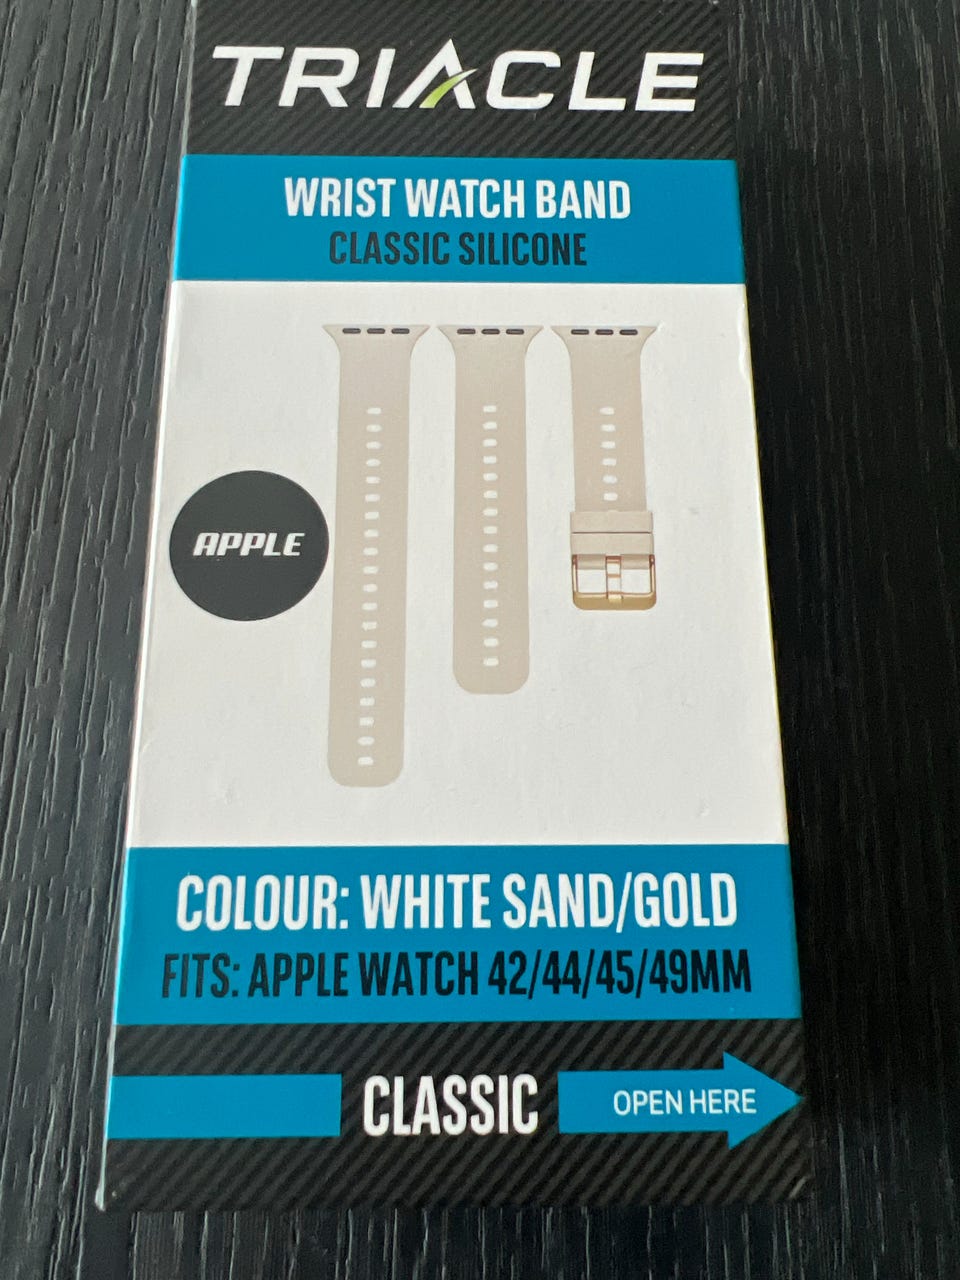 TRIACLE
WRIST WATCH BAND
CLASSIC SILICONE
APPLE
COLOUR: WHITE SAND/GOLD
FITS: APPLE WATCH 42/44/45/49MM
CLASSIC
OPEN HERE